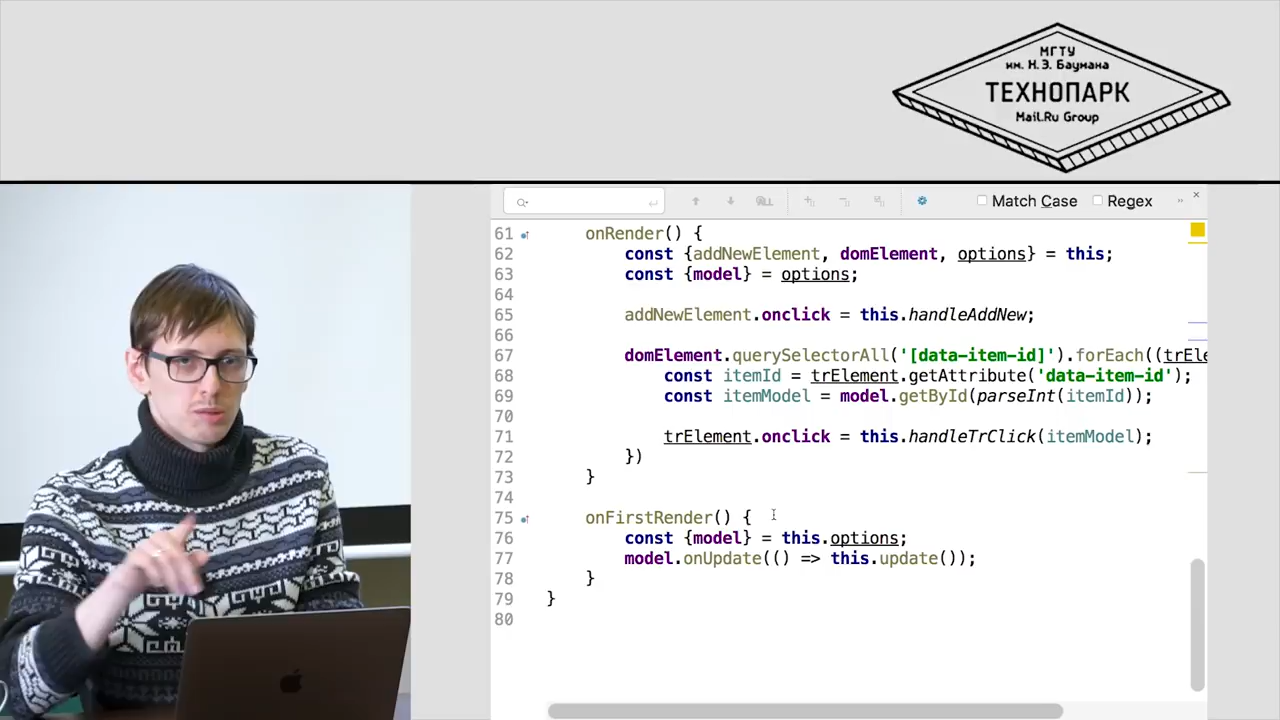 МГТУ
им. Н.Э. Баумана
ТЕХНОПАРК
Mail.Ru Group
Match Case
Regex
61 onRender() {
62 const {addNewElement, domElement, options} = this;
63 const {model} = options;
64
65 addNewElement.onclick = this.handleAddNew;
66
67 domElement.querySelectorAll('[data-item-id]').forEach((trEle
68 const itemId = trElement.getAttribute('data-item-id');
69 const itemModel = model.getById(parseInt(itemId));
70
71 trElement.onclick = this.handleTrClick(itemModel);
72 })
73 }
74
75 onFirstRender() {
76 const {model} = this.options;
77 model.onUpdate(() => this.update());
78 }
79 }
80